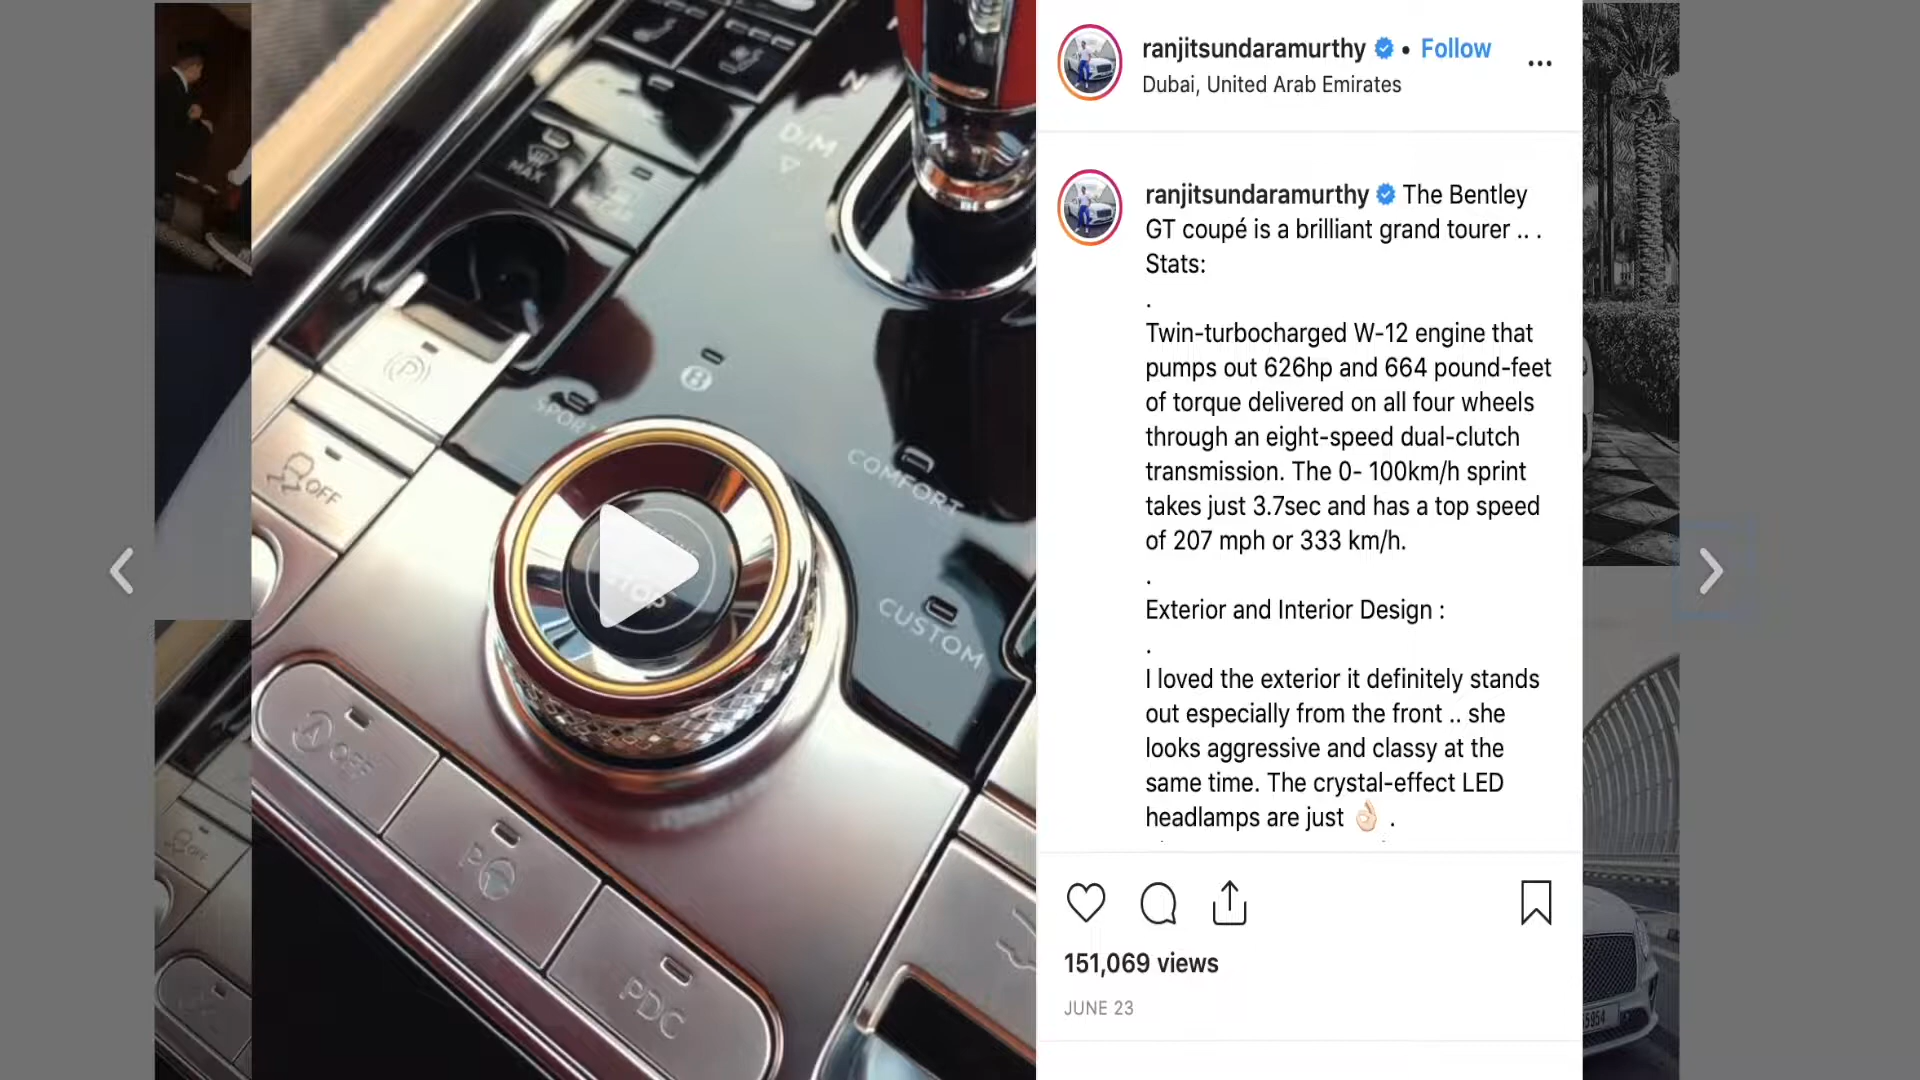 ranjitsundaramurthy • Follow
Dubai, United Arab Emirates
ranjitsundaramurthy The Bentley
GT coupé is a brilliant grand tourer .. .
Stats:
.
Twin-turbocharged W-12 engine that
pumps out 626hp and 664 pound-feet
of torque delivered on all four wheels
through an eight-speed dual-clutch
transmission. The 0- 100km/h sprint
takes just 3.7sec and has a top speed
of 207 mph or 333 km/h.
.
Exterior and Interior Design :
.
I loved the exterior it definitely stands
out especially from the front .. she
looks aggressive and classy at the
same time. The crystal-effect LED
headlamps are just 👌🏻 .
151,069 views
JUNE 23
N
D/M
MAX
P
B
SPORT
COMFORT
OFF
STOP
CUSTOM
A OFF
P
PDC
OFF
5954